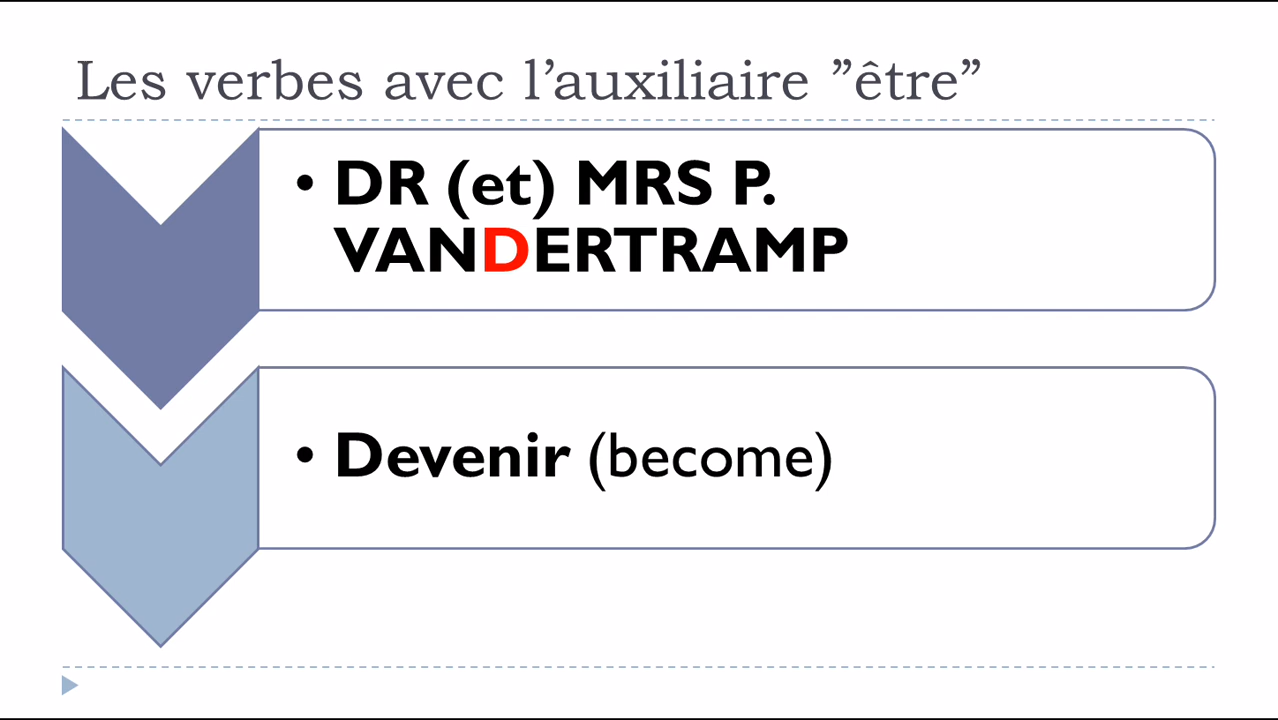 Les verbes avec l’auxiliaire ”être”
• DR (et) MRS P.
VANDERTRAMP
• Devenir (become)